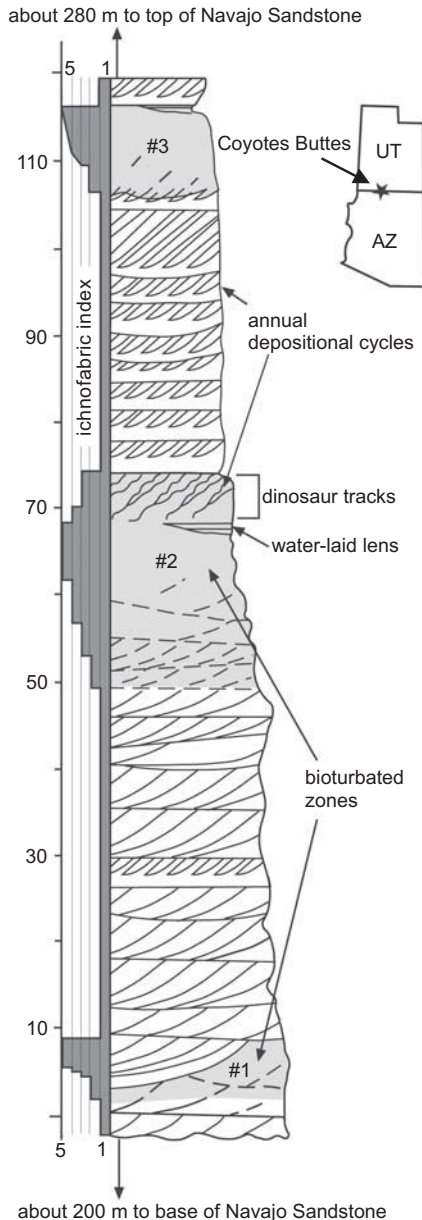 about 280 m to top of Navajo Sandstone
5 1
#3
110
Coyotes Buttes
UT
AZ
ichnofabric index
90
annual
depositional cycles
70
dinosaur tracks
water-laid lens
#2
50
bioturbated
zones
30
10
#1
5 1
about 200 m to base of Navajo Sandstone